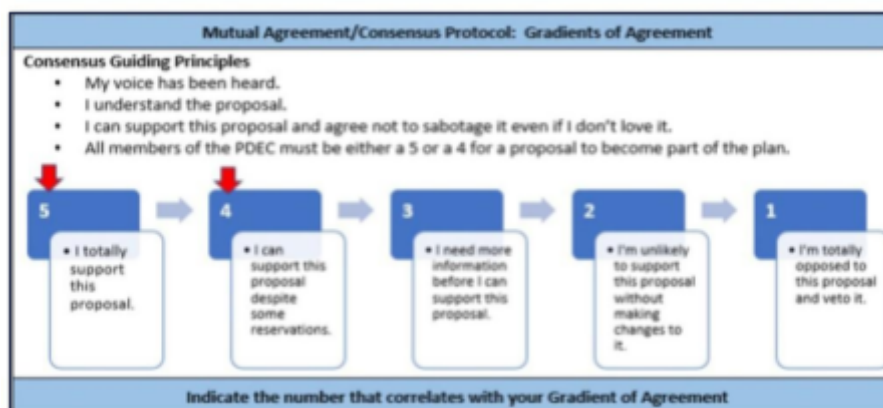 Mutual Agreement/Consensus Protocol: Gradients of Agreement
Consensus Guiding Principles
• My voice has been heard.
• I understand the proposal.
• I can support this proposal and agree not to sabotage it even if I don't love it.
• All members of the PDEC must be either a 5 or a 4 for a proposal to become part of the plan.
5
• I totally
support
this
proposal.
4
• I can
support this
proposal
despite
some
reservations.
3
• I need more
information
before I can
support this
proposal.
2
• I'm unlikely
to support
this proposal
without
making
changes to
it.
1
• I'm totally
opposed to
this proposal
and veto it.
Indicate the number that correlates with your Gradient of Agreement